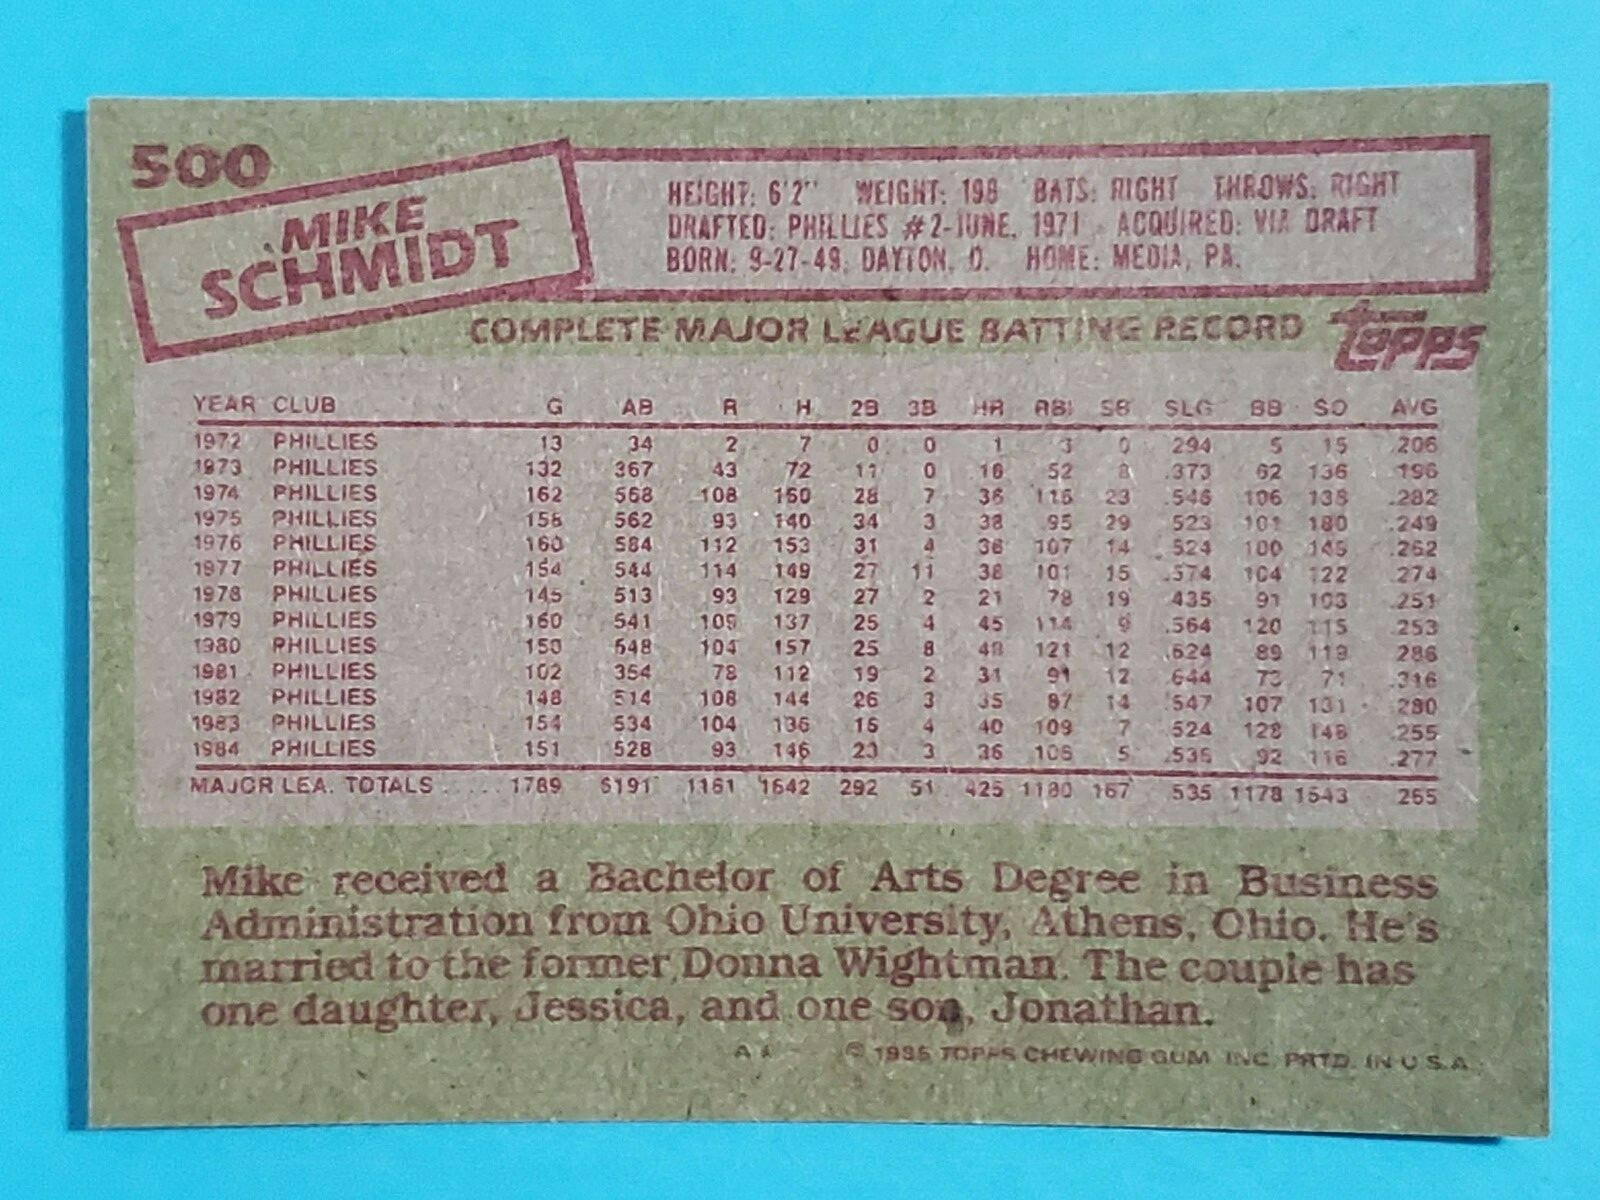 500
MIKE
SCHMIDT
HEIGHT: 6'2" WEIGHT: 198 BATS: RIGHT THROWS: RIGHT
DRAFTED: PHILLIES #2-JUNE, 1971 ACQUIRED: VIA DRAFT
BORN: 9-27-49, DAYTON, O. HOME: MEDIA, PA.
COMPLETE MAJOR LEAGUE BATTING RECORD
topps
YEAR CLUB G AB R H 2B 3B HR RBI SB SLG BB SO AVG
1972 PHILLIES 13 34 2 7 0 0 1 3 0 .294 5 15 .206
1973 PHILLIES 132 367 43 72 11 0 18 52 8 .373 62 136 .196
1974 PHILLIES 162 568 108 160 28 7 36 116 23 .546 106 138 .282
1975 PHILLIES 158 562 93 140 34 3 38 95 29 .523 101 180 .249
1976 PHILLIES 160 584 112 153 31 4 38 107 14 .524 100 149 .262
1977 PHILLIES 154 544 114 149 27 11 38 101 15 .574 104 122 .274
1978 PHILLIES 145 513 93 129 27 2 21 78 19 .435 91 103 .251
1979 PHILLIES 160 541 109 137 25 4 45 114 9 .564 120 115 .253
1980 PHILLIES 150 548 104 157 25 8 48 121 12 .624 89 119 .286
1981 PHILLIES 102 354 78 112 19 2 31 91 12 .644 73 71 .316
1982 PHILLIES 148 514 108 144 26 3 35 87 14 .547 107 131 .280
1983 PHILLIES 154 534 104 136 16 4 40 109 7 .524 128 148 .255
1984 PHILLIES 151 528 93 146 23 3 36 106 5 .536 92 116 .277
MAJOR LEA. TOTALS ..... 1789 6191 1161 1642 292 51 425 1180 167 .535 1178 1543 .265
Mike received a Bachelor of Arts Degree in Business
Administration from Ohio University, Athens, Ohio. He's
married to the former Donna Wightman. The couple has
one daughter, Jessica, and one son, Jonathan.
© 1985 TOPPS CHEWING GUM, INC. PRTD. IN U.S.A.